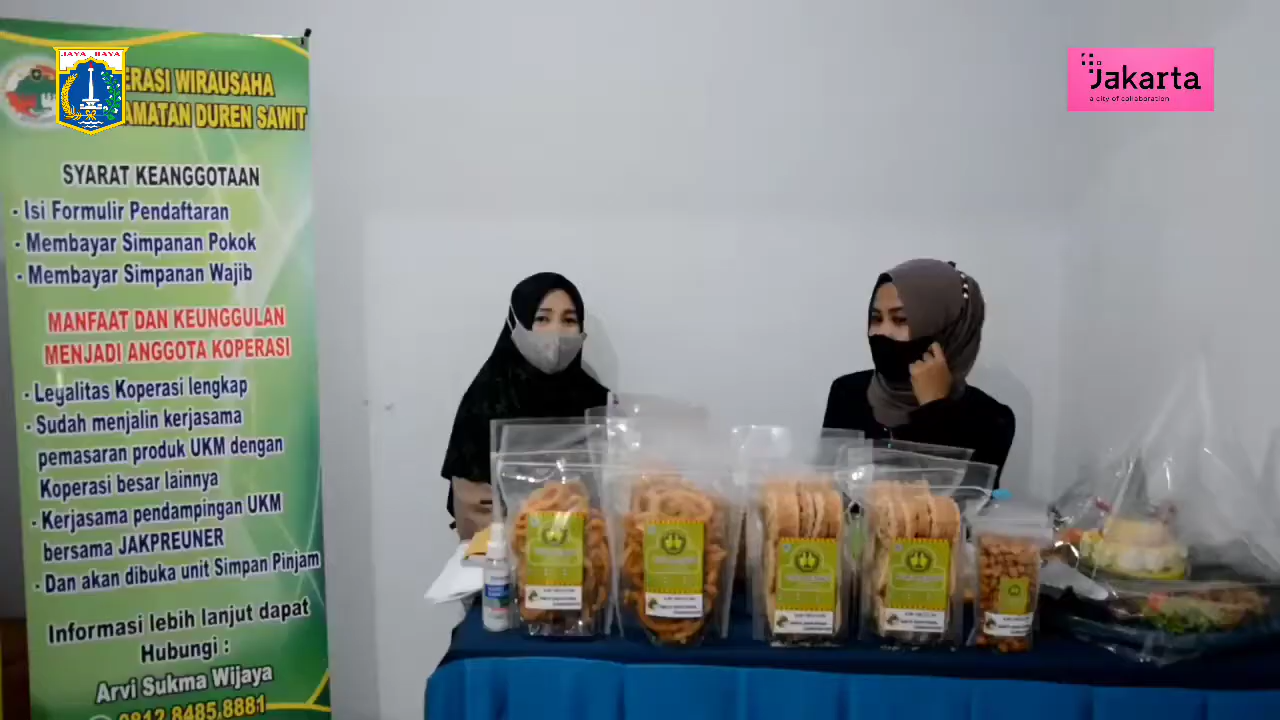 JAYA RAYA
ERASI WIRAUSAHA
AMATAN DUREN SAWIT
SYARAT KEANGGOTAAN
- Isi Formulir Pendaftaran
- Membayar Simpanan Pokok
- Membayar Simpanan Wajib
MANFAAT DAN KEUNGGULAN
MENJADI ANGGOTA KOPERASI
- Legalitas Koperasi lengkap
- Sudah menjalin kerjasama
pemasaran produk UKM dengan
Koperasi besar lainnya
- Kerjasama pendampingan UKM
bersama JAKPREUNER
- Dan akan dibuka unit Simpan Pinjam
Informasi lebih lanjut dapat
Hubungi :
Arvi Sukma Wijaya
0812 8485 8881
Jakarta
a city of collaboration